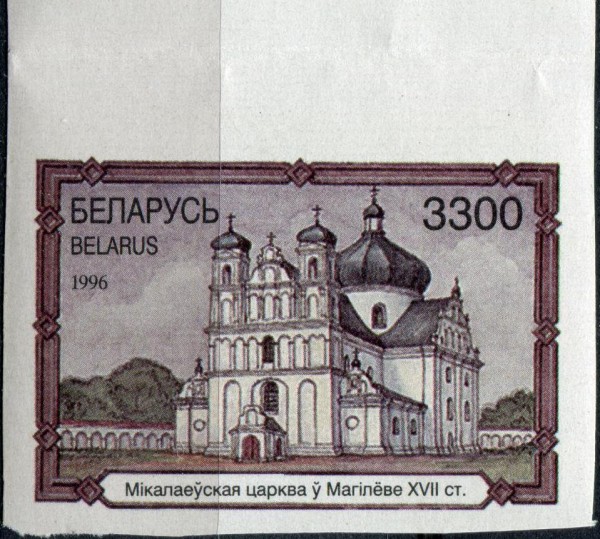 БЕЛАРУСЬ 3300
BELARUS
1996
Мікалаеўская царква ў Магілёве XVII ст.